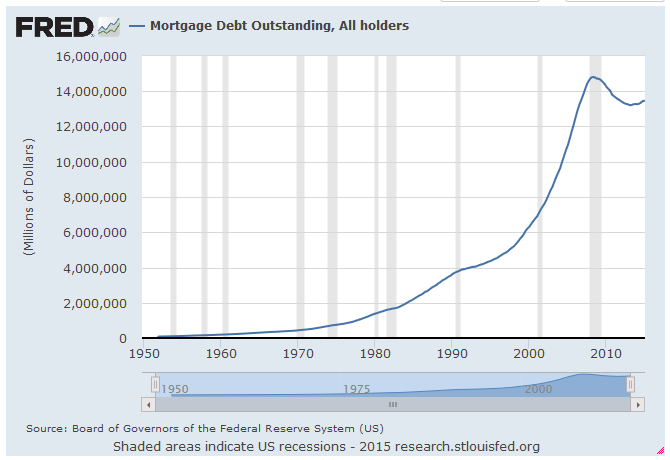 FRED Mortgage Debt Outstanding, All holders
16,000,000
14,000,000
12,000,000
10,000,000
8,000,000
6,000,000
4,000,000
2,000,000
0
(Millions of Dollars)
1950 1960 1970 1980 1990 2000 2010
1950 1975 2000
Source: Board of Governors of the Federal Reserve System (US)
Shaded areas indicate US recessions - 2015 research.stlouisfed.org